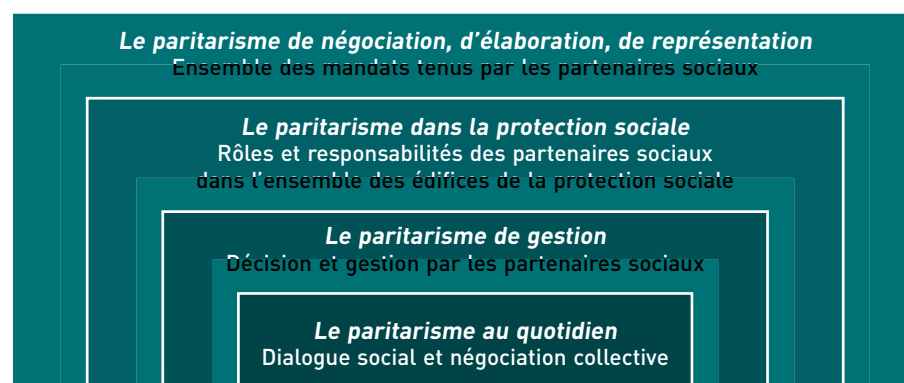 Le paritarisme de négociation, d’élaboration, de représentation
Ensemble des mandats tenus par les partenaires sociaux
Le paritarisme dans la protection sociale
Rôles et responsabilités des partenaires sociaux
dans l’ensemble des édifices de la protection sociale
Le paritarisme de gestion
Décision et gestion par les partenaires sociaux
Le paritarisme au quotidien
Dialogue social et négociation collective